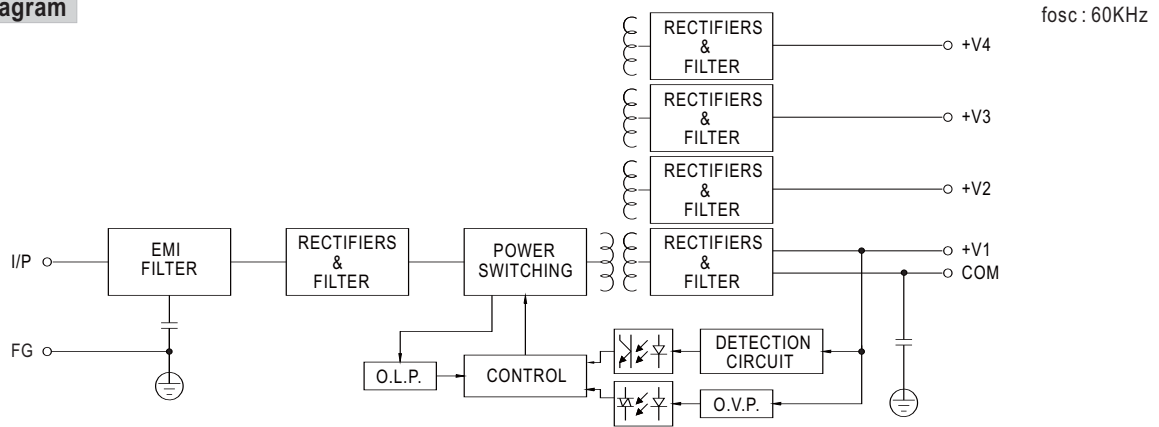 agram
fosc : 60KHz
RECTIFIERS
&
FILTER
+V4
RECTIFIERS
&
FILTER
+V3
RECTIFIERS
&
FILTER
+V2
I/P
EMI
FILTER
RECTIFIERS
&
FILTER
POWER
SWITCHING
RECTIFIERS
&
FILTER
+V1
COM
FG
O.L.P.
CONTROL
DETECTION
CIRCUIT
O.V.P.